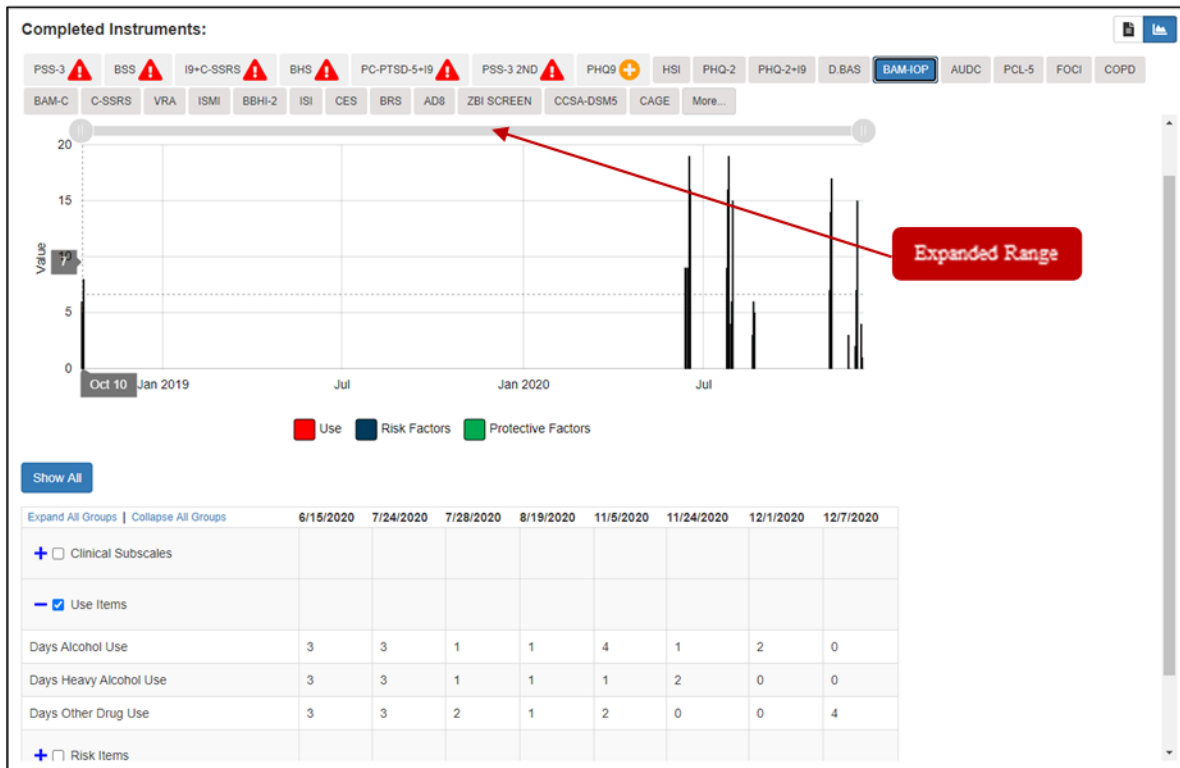 Completed Instruments:
PSS-3 BSS I9+C-SSRS BHS PC-PTSD-5+I9 PSS-3 2ND PHQ9 HSI PHQ-2 PHQ-2+I9 D.BAS BAM-IOP AUDC PCL-5 FOCI COPD
BAM-C C-SSRS VRA ISMI BBHI-2 ISI CES BRS AD8 ZBI SCREEN CCSA-DSM5 CAGE More...
20
15
Expanded Range
Value
10
7
5
0
Oct 10 Jan 2019 Jul Jan 2020 Jul
Use Risk Factors Protective Factors
Show All
Expand All Groups | Collapse All Groups 6/15/2020 7/24/2020 7/28/2020 8/19/2020 11/5/2020 11/24/2020 12/1/2020 12/7/2020
Clinical Subscales
Use Items
Days Alcohol Use 3 3 1 1 4 1 2 0
Days Heavy Alcohol Use 3 3 1 1 1 2 0 0
Days Other Drug Use 3 3 2 1 2 0 0 4
Risk Items